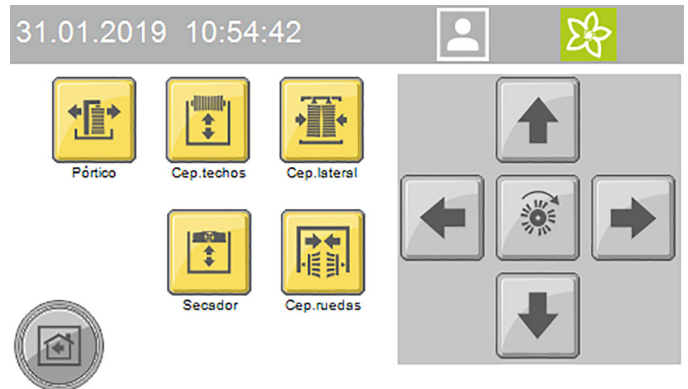 31.01.2019 10:54:42
Pórtico
Cep.techos
Cep.lateral
Secador
Cep.ruedas